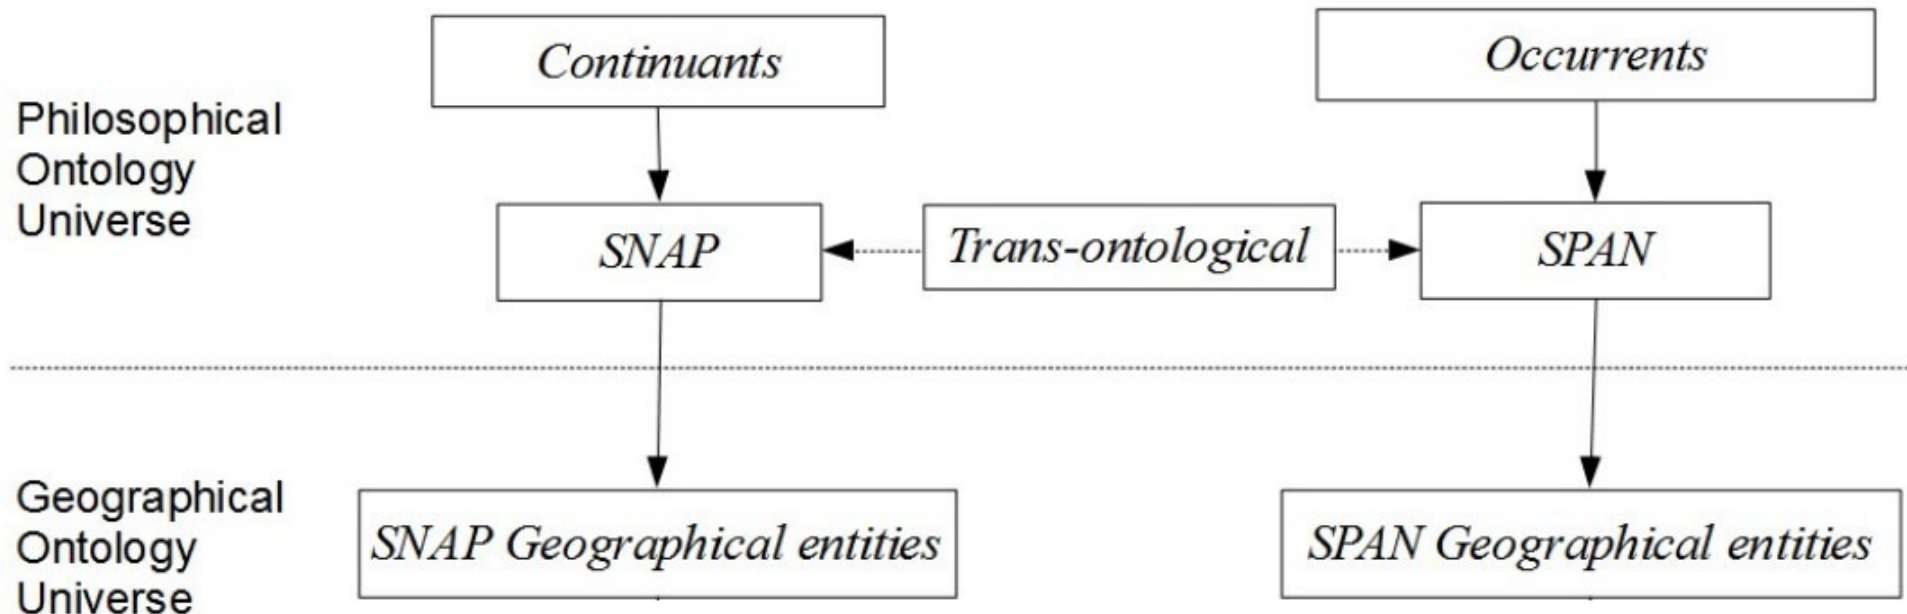 Continuants
Occurrents
Philosophical
Ontology
Universe
SNAP
Trans-ontological
SPAN
Geographical
Ontology
Universe
SNAP Geographical entities
SPAN Geographical entities